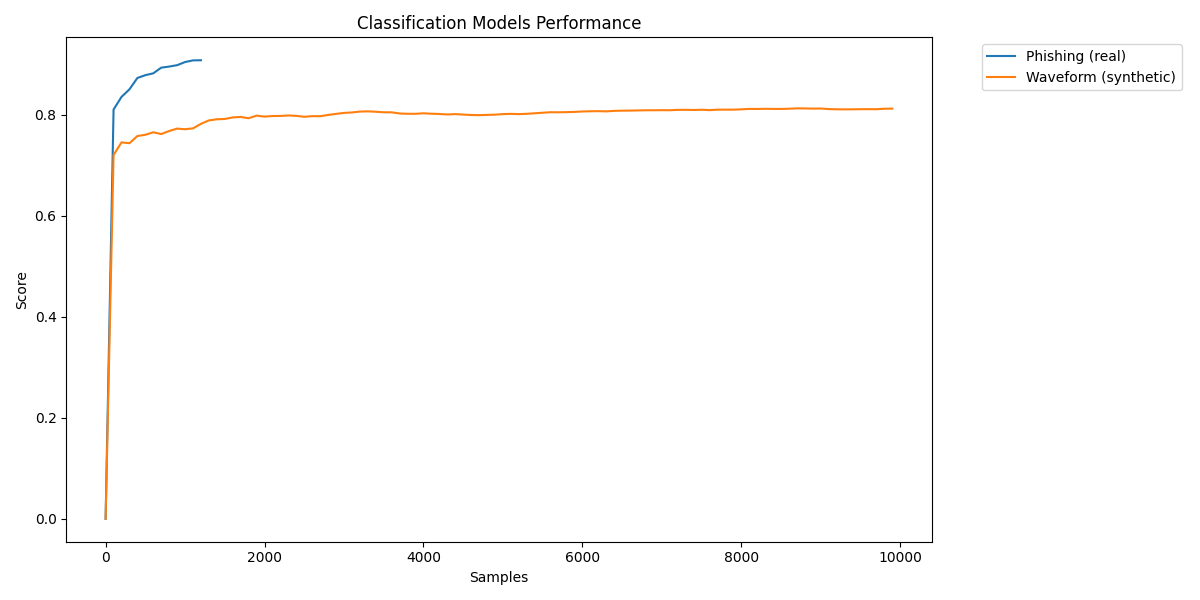 Classification Models Performance
Phishing (real)
Waveform (synthetic)
Score
0.8
0.6
0.4
0.2
0.0
0 2000 4000 6000 8000 10000
Samples